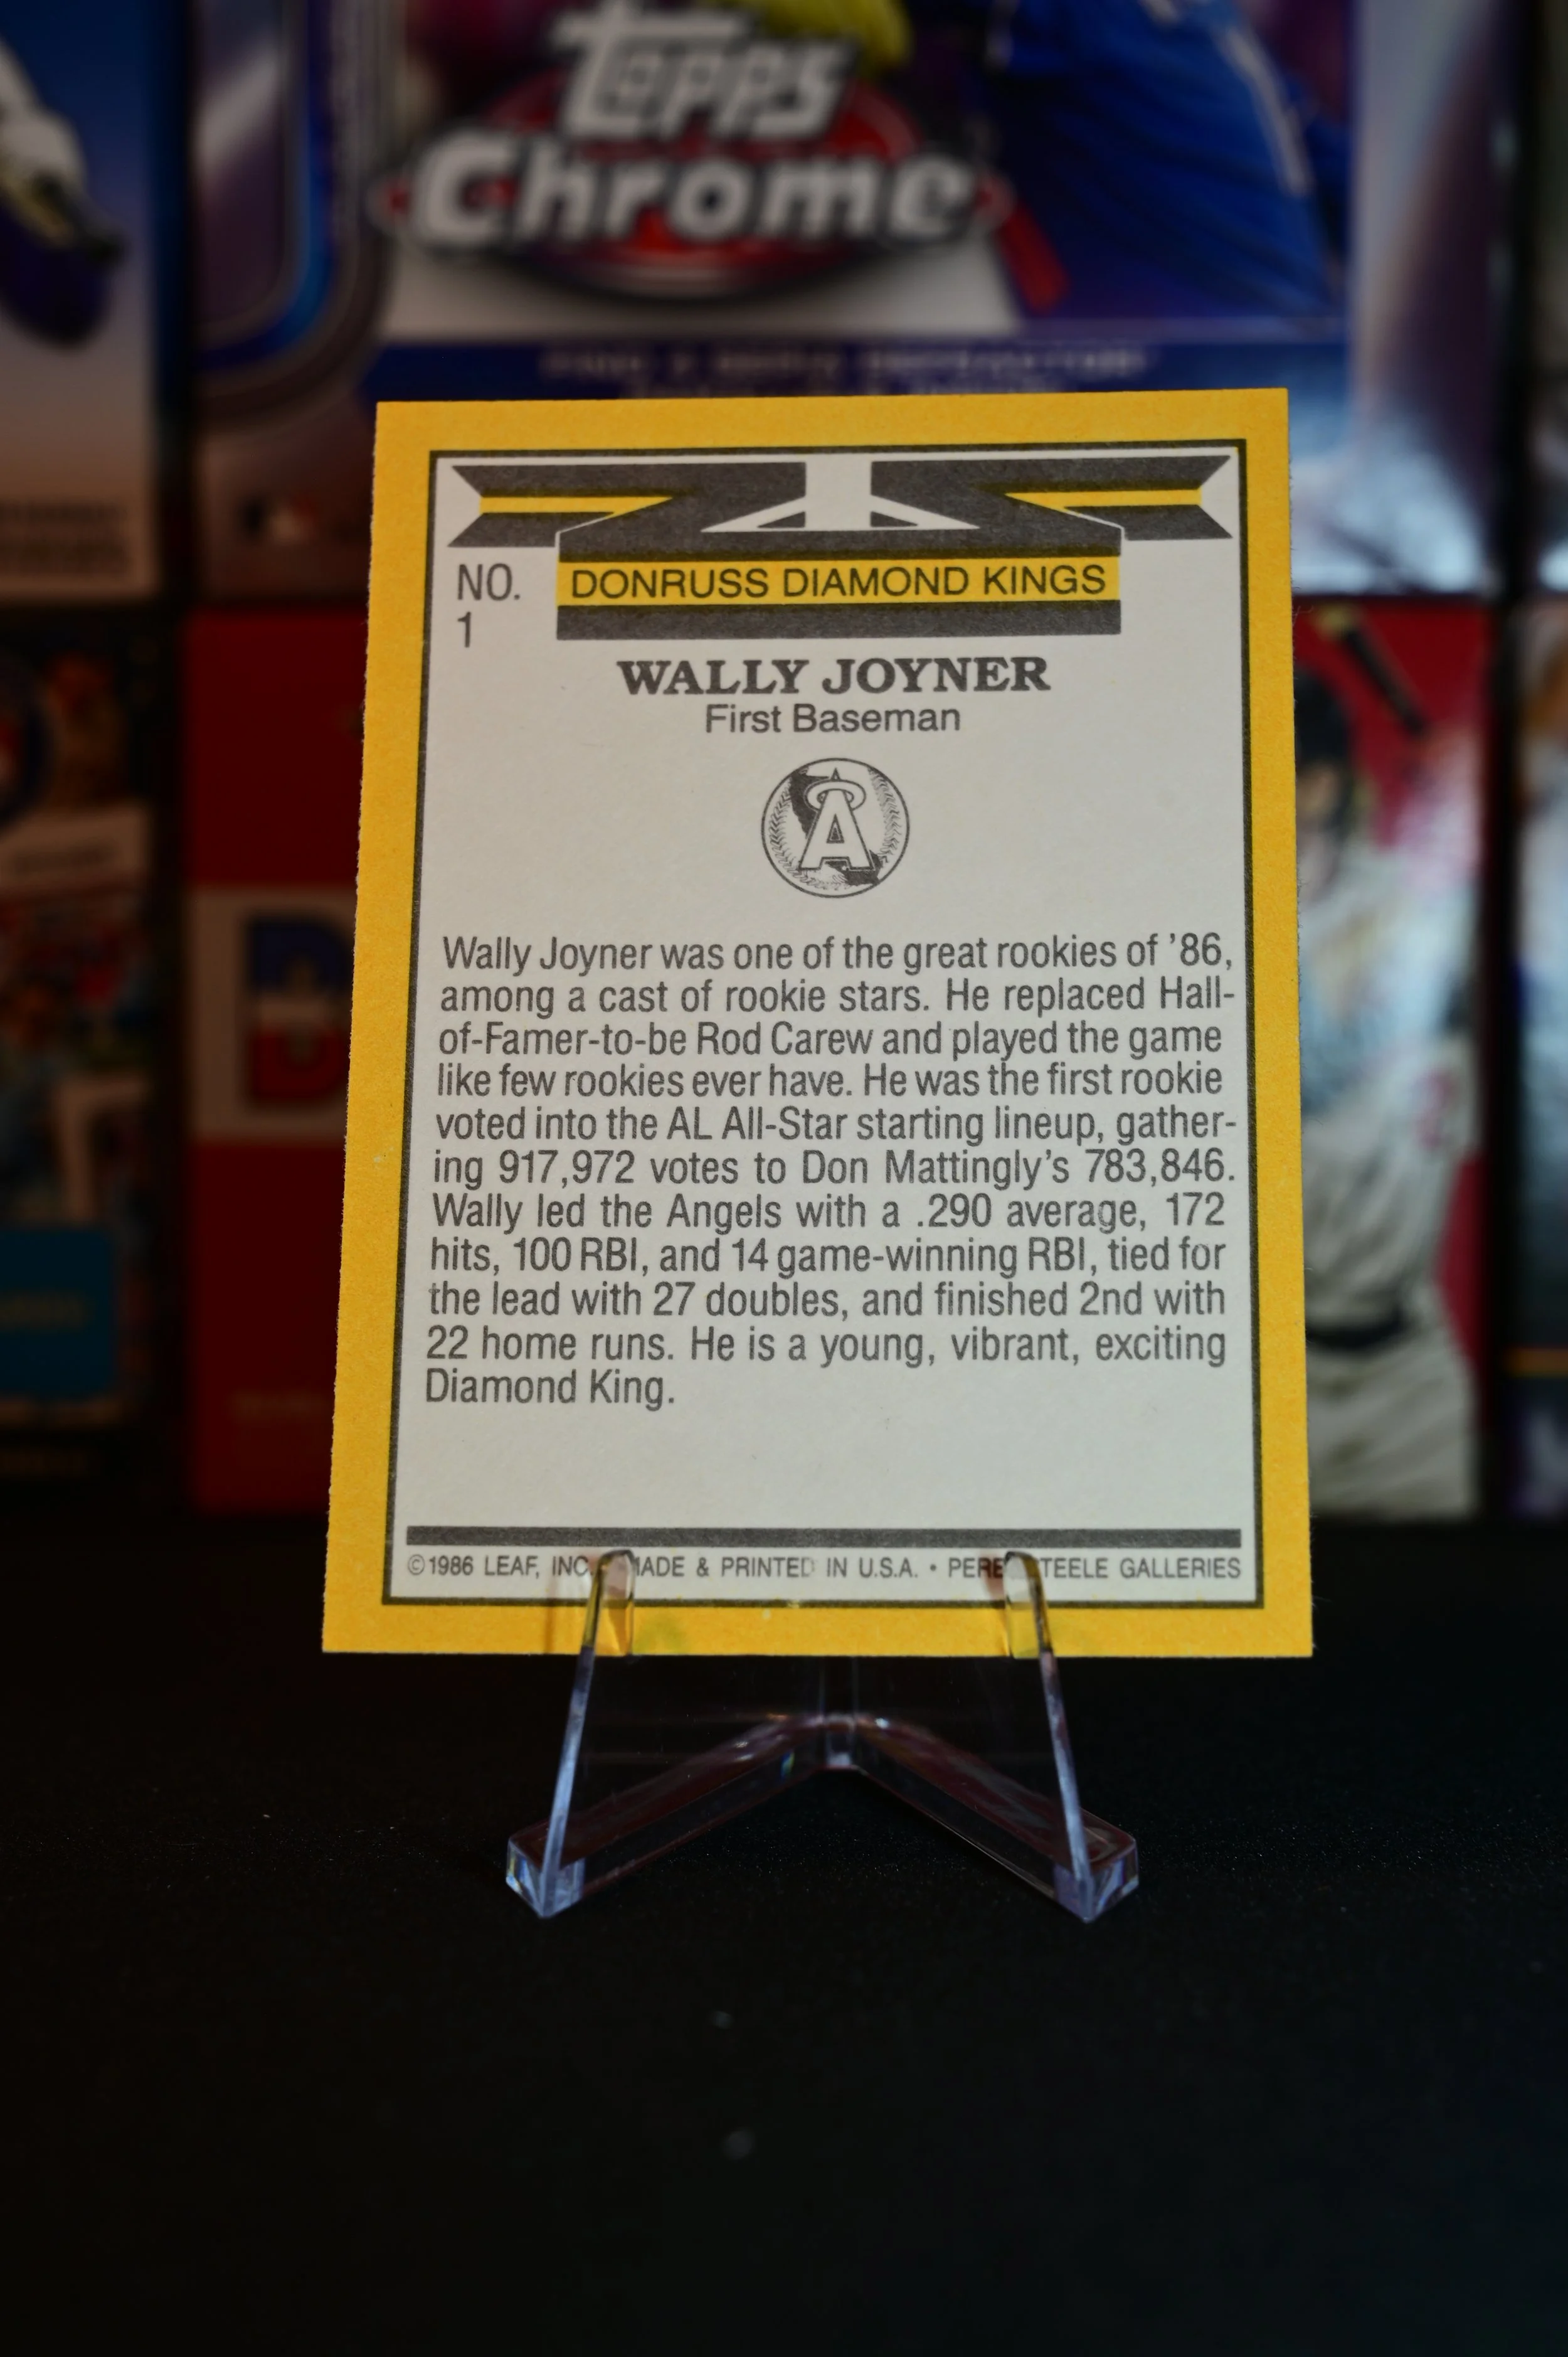 Topps
Chrome
NO.
1
DONRUSS DIAMOND KINGS
WALLY JOYNER
First Baseman
A
Wally Joyner was one of the great rookies of ’86,
among a cast of rookie stars. He replaced Hall-
of-Famer-to-be Rod Carew and played the game
like few rookies ever have. He was the first rookie
voted into the AL All-Star starting lineup, gather-
ing 917,972 votes to Don Mattingly’s 783,846.
Wally led the Angels with a .290 average, 172
hits, 100 RBI, and 14 game-winning RBI, tied for
the lead with 27 doubles, and finished 2nd with
22 home runs. He is a young, vibrant, exciting
Diamond King.
©1986 LEAF, INC. MADE & PRINTED IN U.S.A. • PEREZ-STEELE GALLERIES